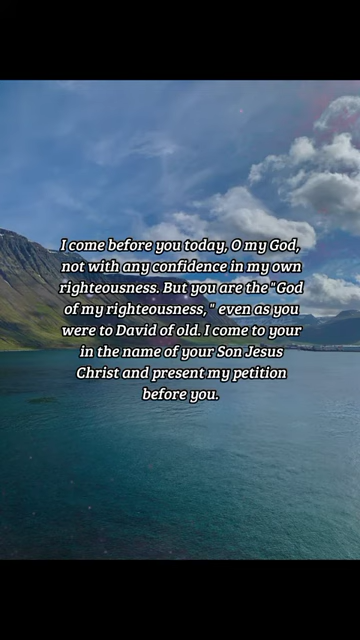 I come before you today, O my God,
not with any confidence in my own
righteousness. But you are the "God
of my righteousness, " even as you
were to David of old. I come to your
in the name of your Son Jesus
Christ and present my petition
before you.